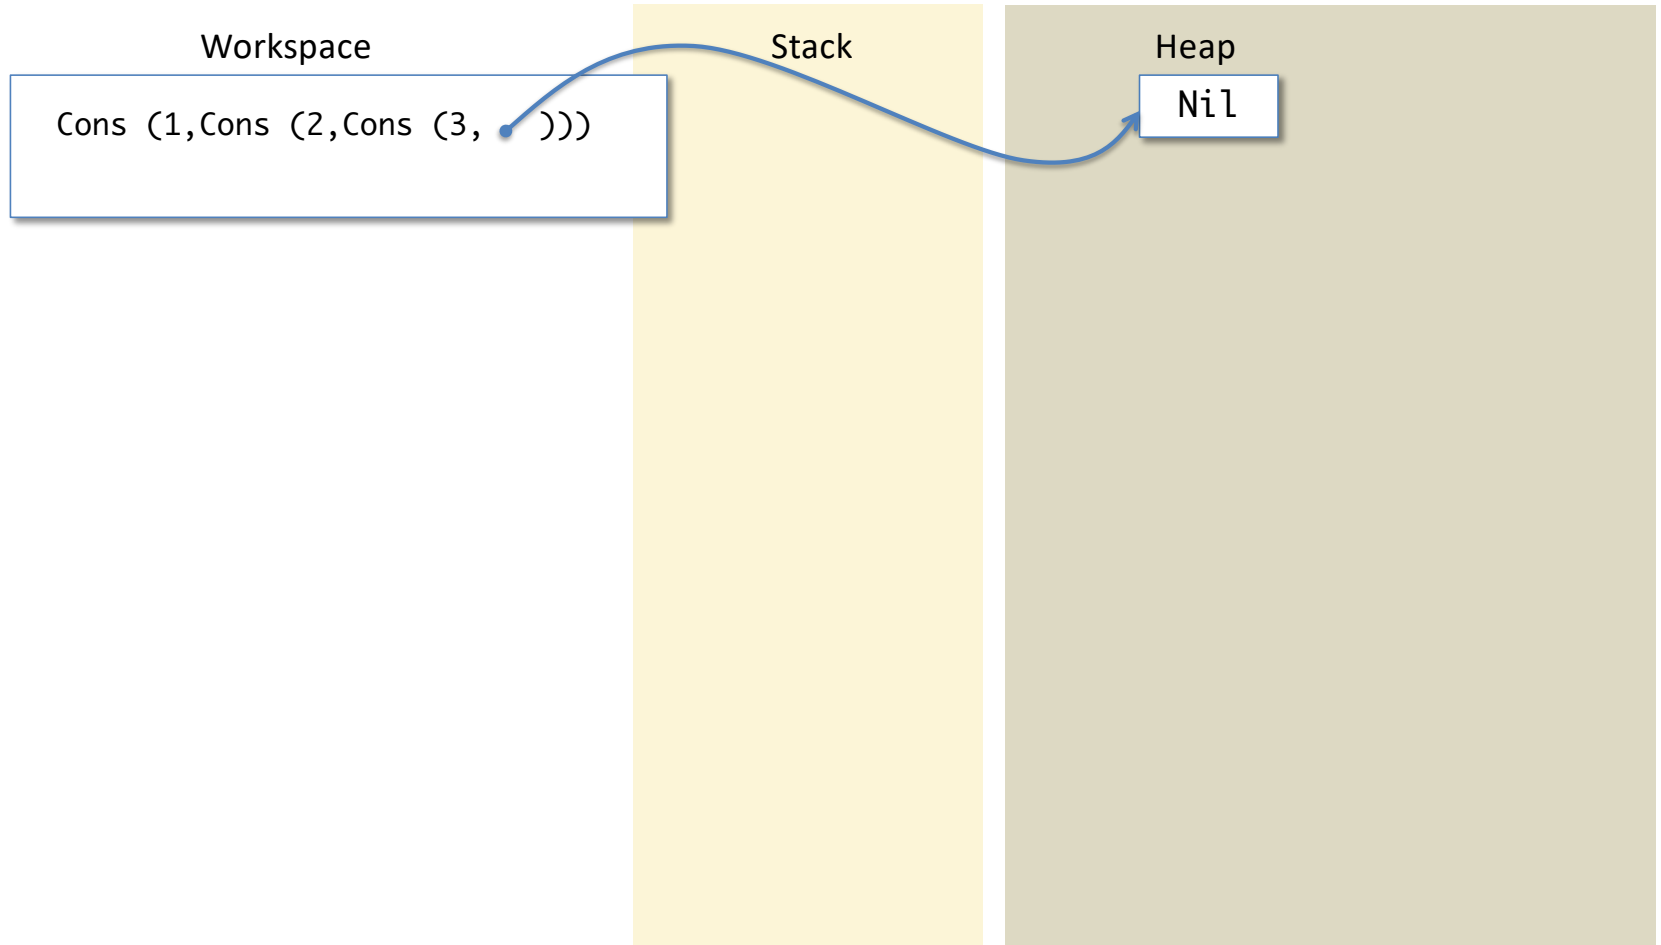 Workspace
Stack
Heap
Cons (1,Cons (2,Cons (3, )))
Nil